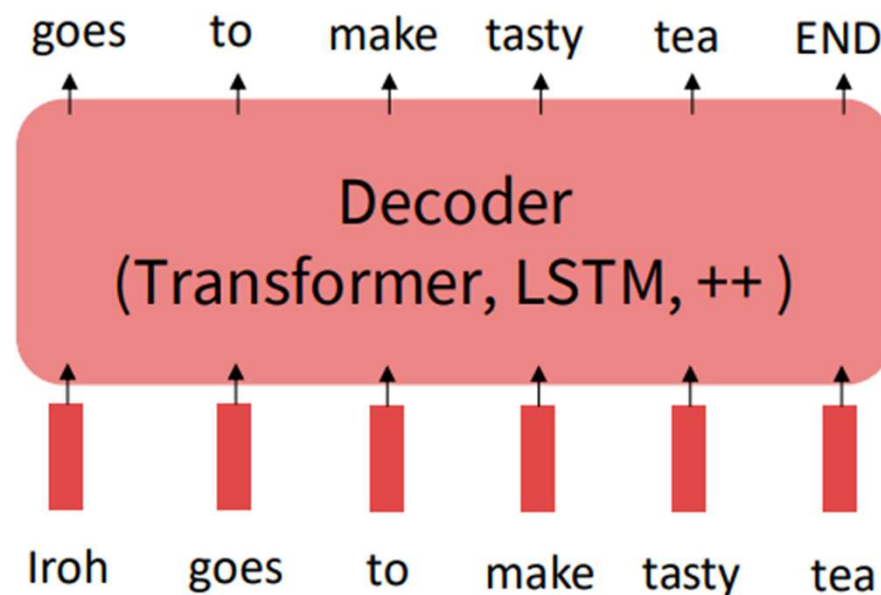 goes to make tasty tea END
Decoder
(Transformer, LSTM, ++ )
Iroh goes to make tasty tea